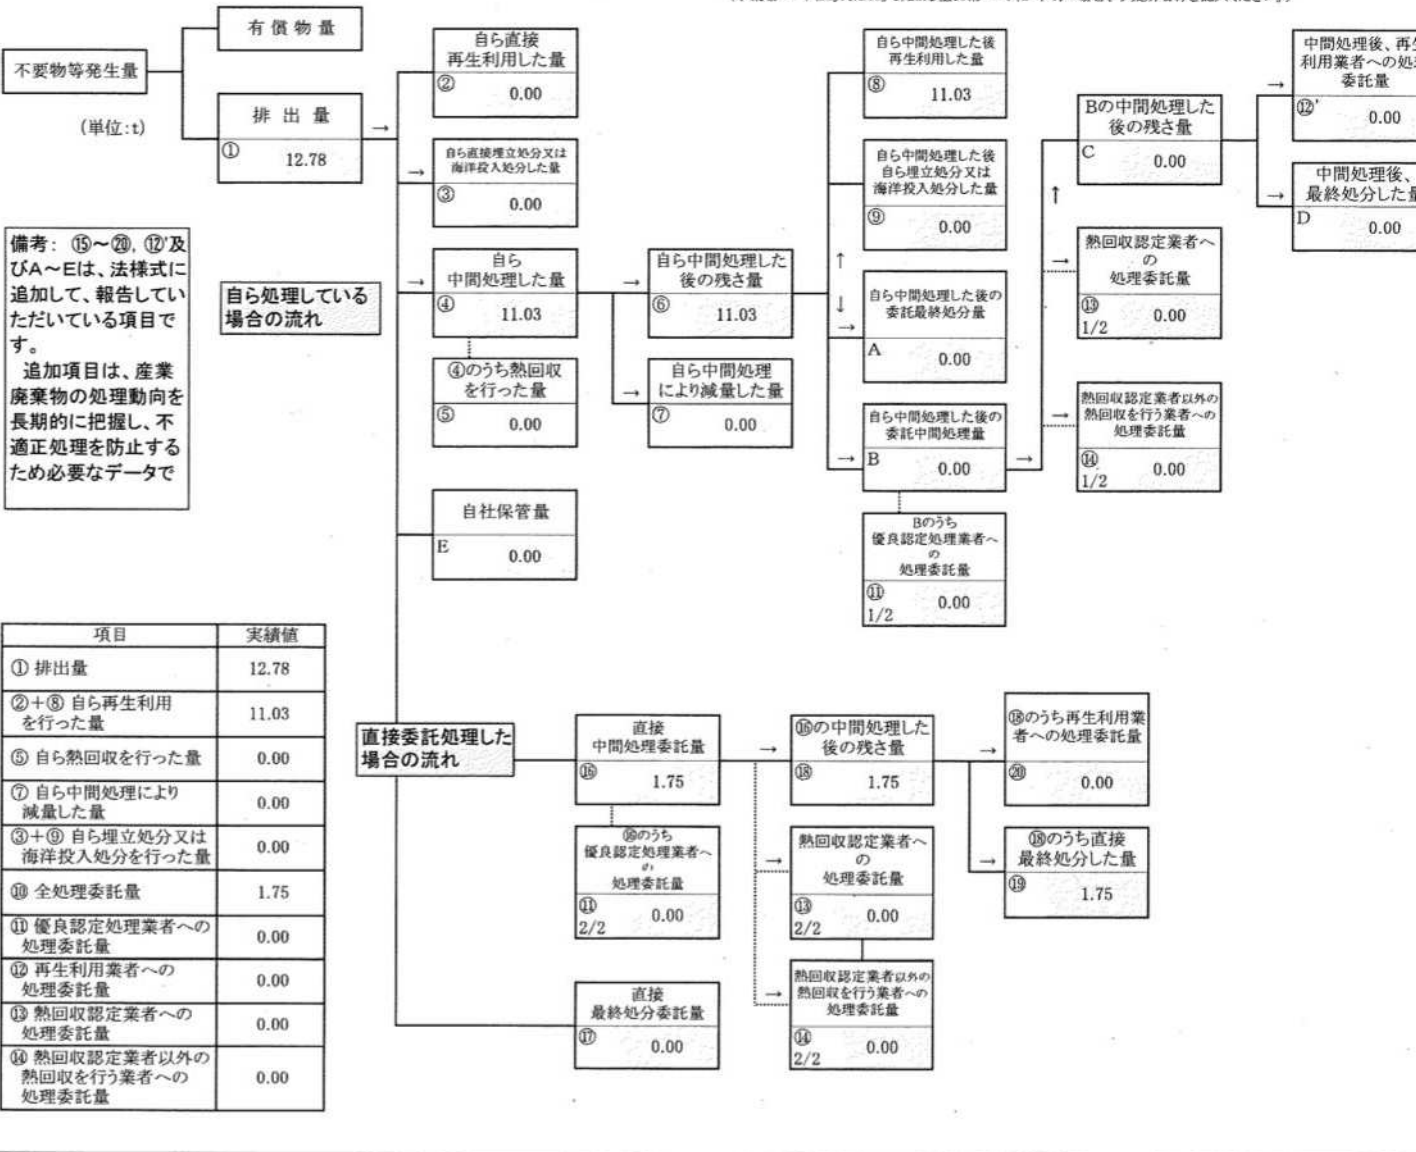 有償物量
不要物等発生量
(単位:t)
排出量
①
12.78
→
自ら直接
再生利用した量
②
0.00
自ら直接埋立処分又は
海洋投入処分した量
→
③
0.00
自ら
中間処理した量
→
④
11.03
④のうち熱回収
を行った量
⑤
0.00
自社保管量
E
0.00
自ら中間処理した
後の残さ量
→
⑥
11.03
自ら中間処理
により減量した量
→
⑦
0.00
自ら中間処理した後
再生利用した量
⑧
11.03
自ら中間処理した後
自ら埋立処分又は
海洋投入処分した量
⑨
0.00
↑
↓
→
自ら中間処理した後の
委託最終処分量
A
0.00
自ら中間処理した後の
委託中間処理量
→
B
0.00
→
Bのうち
優良認定処理業者へ
の
処理委託量
⑪
1/2
0.00
Bの中間処理した
後の残さ量
C
0.00
↑
熱回収認定業者へ
の
処理委託量
→
⑬
1/2
0.00
熱回収認定業者以外の
熱回収を行う業者への
処理委託量
→
⑭
1/2
0.00
中間処理後、再
利用業者への処
委託量
→
⑫'
0.00
中間処理後、
最終処分した
→
D
0.00
備考: ⑮～⑳, ⑫'及
びA～Eは、法様式に
追加して、報告してい
ただいている項目で
す。
追加項目は、産業
廃棄物の処理動向を
長期的に把握し、不
適正処理を防止する
ため必要なデータで
自ら処理している
場合の流れ
項目 実績値
① 排出量 12.78
②+⑧ 自ら再生利用
を行った量 11.03
⑤ 自ら熱回収を行った量 0.00
⑦ 自ら中間処理により
減量した量 0.00
③+⑨ 自ら埋立処分又は
海洋投入処分を行った量 0.00
⑩ 全処理委託量 1.75
⑪ 優良認定処理業者への
処理委託量 0.00
⑫ 再生利用業者への
処理委託量 0.00
⑬ 熱回収認定業者への
処理委託量 0.00
⑭ 熱回収認定業者以外の
熱回収を行う業者への
処理委託量 0.00
直接委託処理した
場合の流れ
直接
中間処理委託量
⑯
1.75
→
⑯のうち
優良認定処理業者へ
の
処理委託量
⑪
2/2
0.00
直接
最終処分委託量
⑰
0.00
⑯の中間処理した
後の残さ量
⑱
1.75
→
熱回収認定業者へ
の
処理委託量
→
⑬
2/2
0.00
熱回収認定業者以外の
熱回収を行う業者への
処理委託量
→
⑭
2/2
0.00
⑱のうち再生利用業
者への処理委託量
⑳
0.00
⑱のうち直接
最終処分した量
→
⑲
1.75